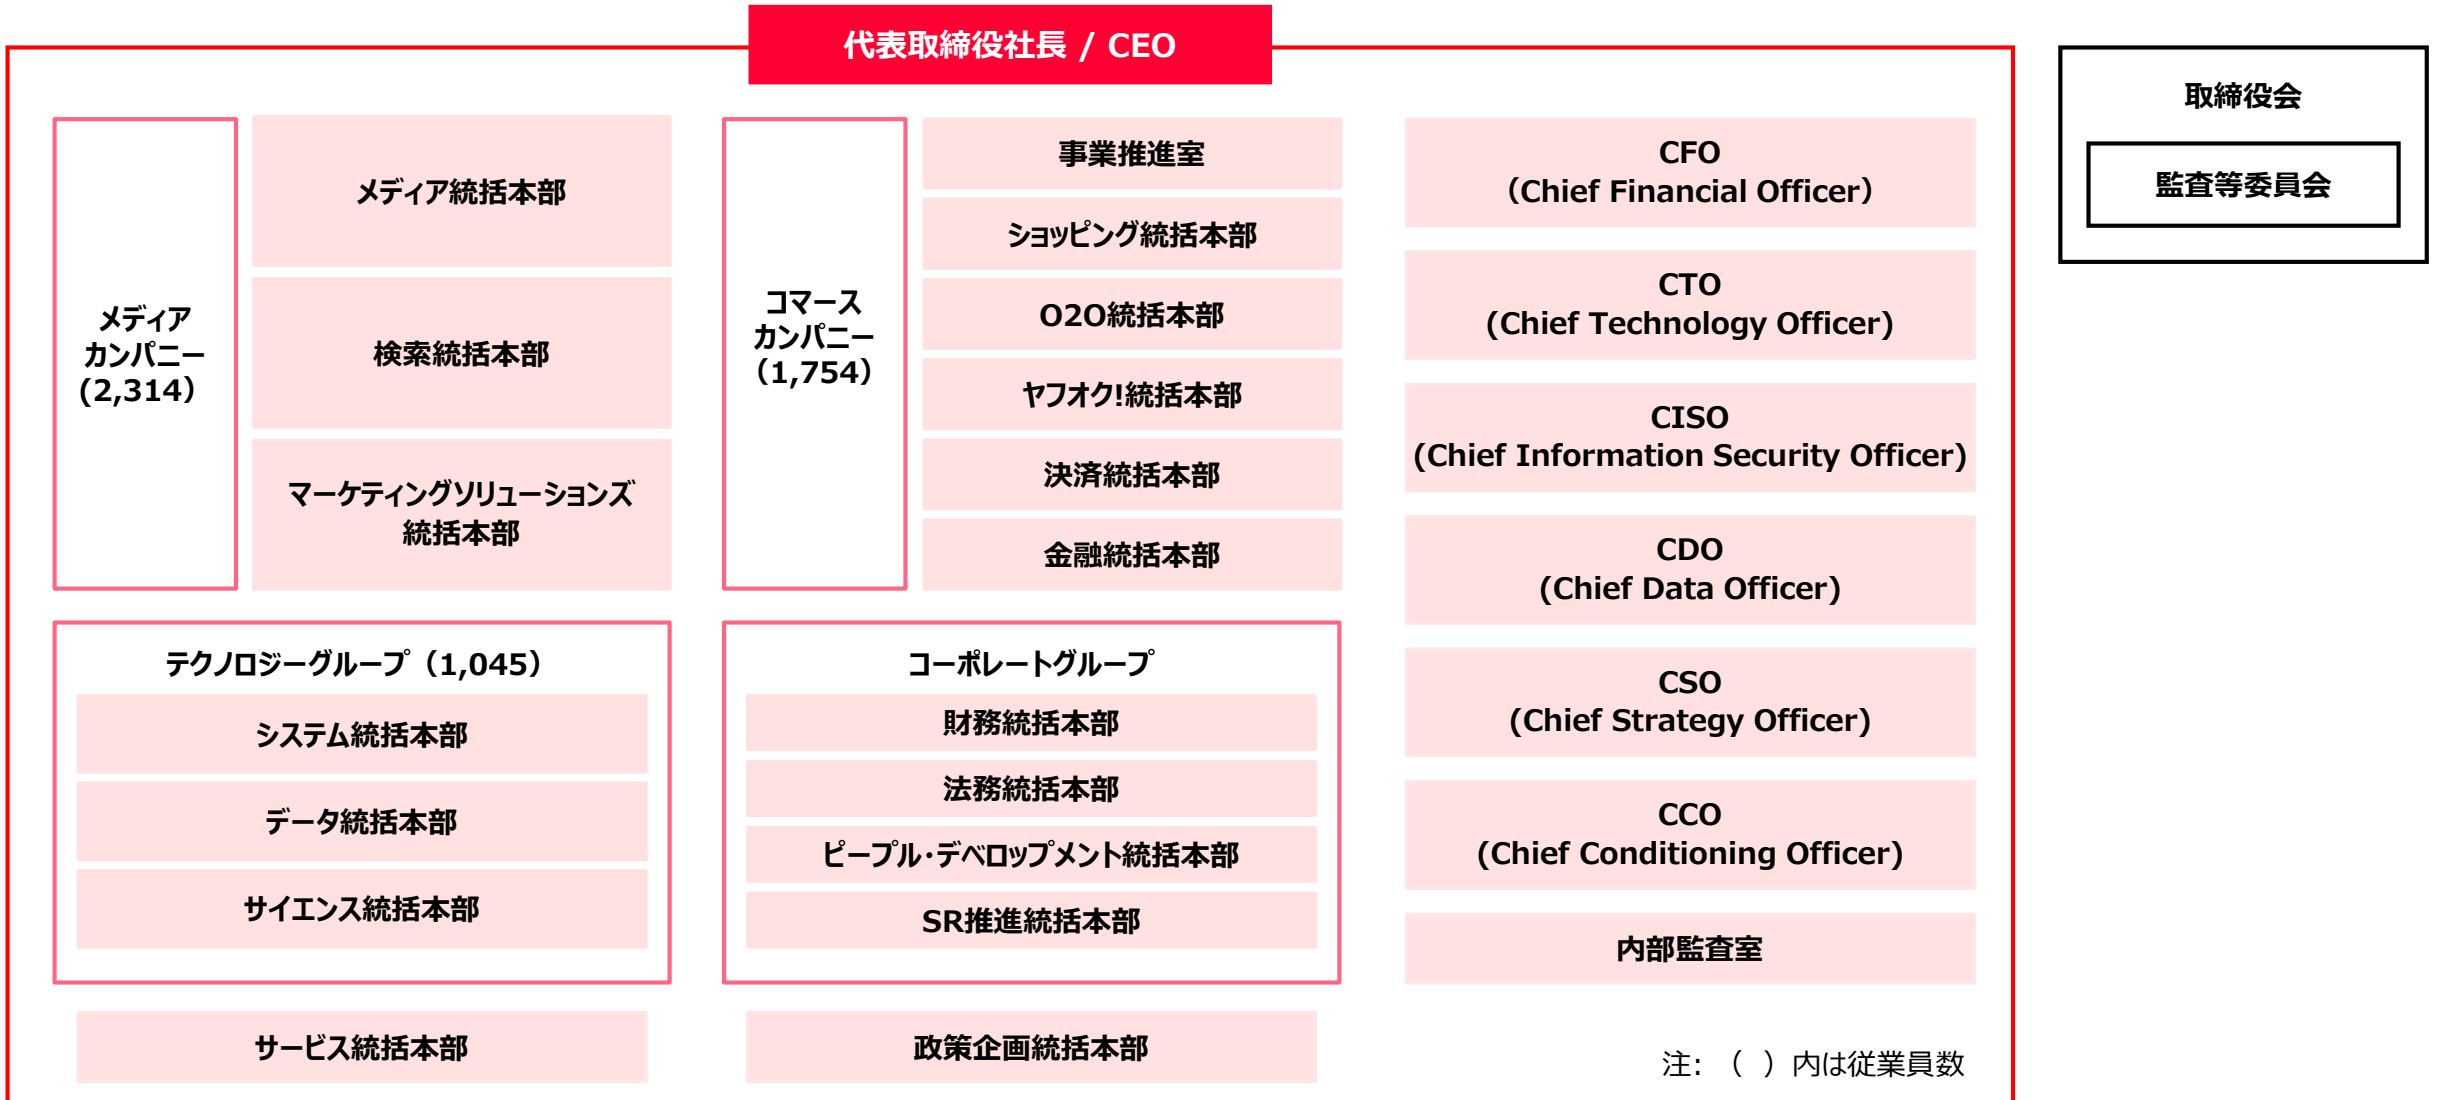 代表取締役社長 / CEO
メディア
カンパニー
(2,314）
メディア統括本部
検索統括本部
マーケティングソリューションズ
統括本部
コマース
カンパニー
（1,754）
事業推進室
ショッピング統括本部
O2O統括本部
ヤフオク!統括本部
決済統括本部
金融統括本部
テクノロジーグループ（1,045）
システム統括本部
データ統括本部
サイエンス統括本部
コーポレートグループ
財務統括本部
法務統括本部
ピープル・デベロップメント統括本部
SR推進統括本部
サービス統括本部
政策企画統括本部
CFO
（Chief Financial Officer）
CTO
(Chief Technology Officer)
CISO
(Chief Information Security Officer)
CDO
(Chief Data Officer)
CSO
(Chief Strategy Officer)
CCO
(Chief Conditioning Officer)
内部監査室
注: （ ）内は従業員数
取締役会
監査等委員会